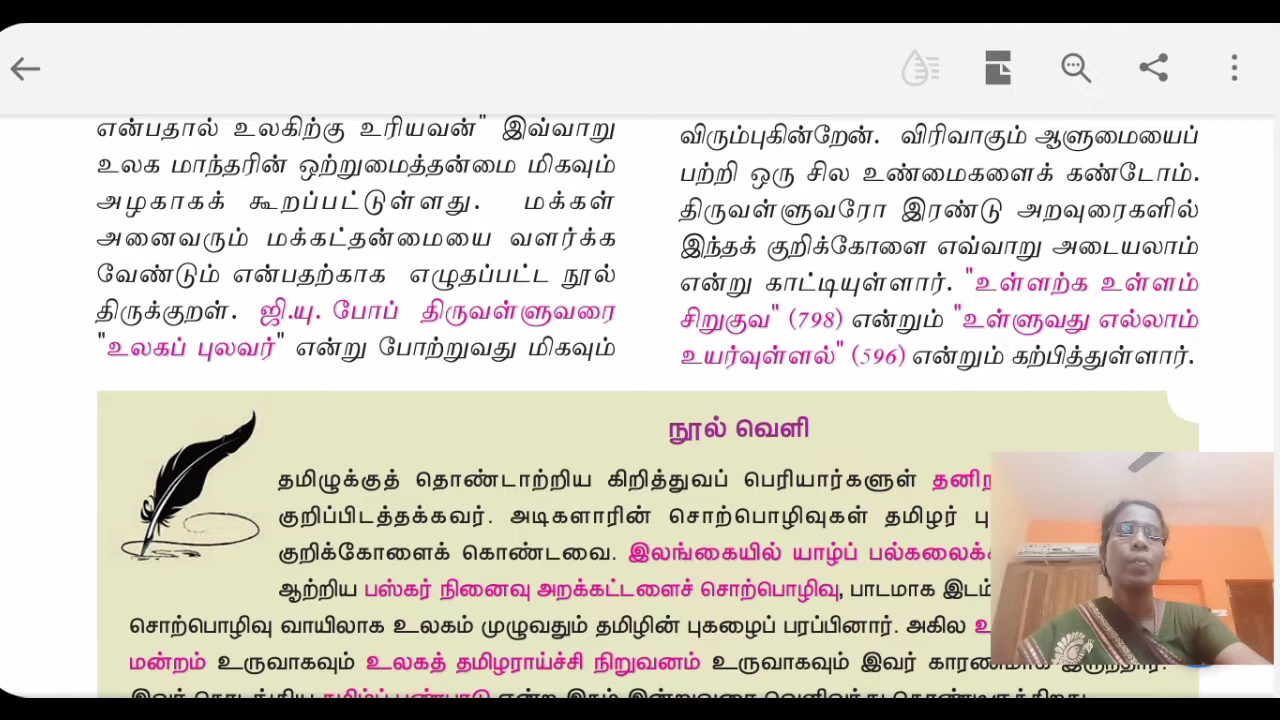 என்பதால் உலகிற்கு உரியவன்" இவ்வாறு
உலக மாந்தரின் ஒற்றுமைத்தன்மை மிகவும்
அழகாகக் கூறப்பட்டுள்ளது. மக்கள்
அனைவரும் மக்கட்தன்மையை வளர்க்க
வேண்டும் என்பதற்காக எழுதப்பட்ட நூல்
திருக்குறள். ஜி.யு. போப் திருவள்ளுவரை
"உலகப் புலவர்" என்று போற்றுவது மிகவும்
விரும்புகின்றேன். விரிவாகும் ஆளுமையைப்
பற்றி ஒரு சில உண்மைகளைக் கண்டோம்.
திருவள்ளுவரோ இரண்டு அறவுரைகளில்
இந்தக் குறிக்கோளை எவ்வாறு அடையலாம்
என்று காட்டியுள்ளார். "உள்ளற்க உள்ளம்
சிறுகுவ" (798) என்றும் "உள்ளுவது எல்லாம்
உயர்வுள்ளல்" (596) என்றும் கற்பித்துள்ளார்.
நூல் வெளி
தமிழுக்குத் தொண்டாற்றிய கிறித்துவப் பெரியார்களுள்
குறிப்பிடத்தக்கவர். அடிகளாரின் சொற்பொழிவுகள் தமிழர்
குறிக்கோளைக் கொண்டவை. இலங்கையில் யாழ்ப்
ஆற்றிய பஸ்கர் நினைவு அறக்கட்டளைச் சொற்பொழிவு, பாடமாக
சொற்பொழிவு வாயிலாக உலகம் முழுவதும் தமிழின் புகழைப் பரப்பினார். அகில
மன்றம் உருவாகவும் உலகத் தமிழராய்ச்சி நிறுவனம் உருவாகவும் இவர்